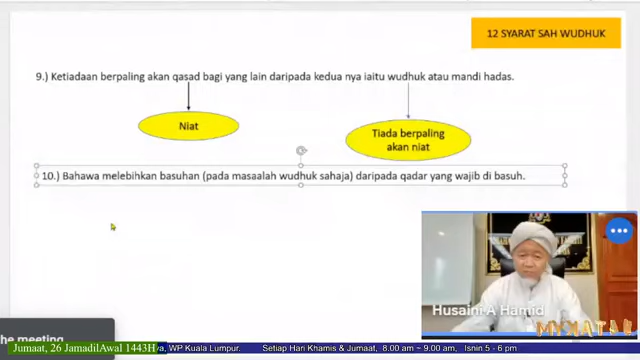 12 SYARAT SAH WUDHUK
9.) Ketiadaan berpaling akan qasad bagi yang lain daripada kedua nya iaitu wudhuk atau mandi hadas.
Niat
Tiada berpaling
akan niat
10.) Bahawa melebihkan basuhan (pada masaalah wudhuk sahaja) daripada qadar yang wajib di basuh.
Husaini A Hamid
MYNATAU
he meeting
Jumaat, 26 JamadilAwal 1443H
va, WP Kuala Lumpur. Setiap Hari Khamis & Jumaat, 8.00 am ~ 9.00 am, Isnin 5 - 6 pm